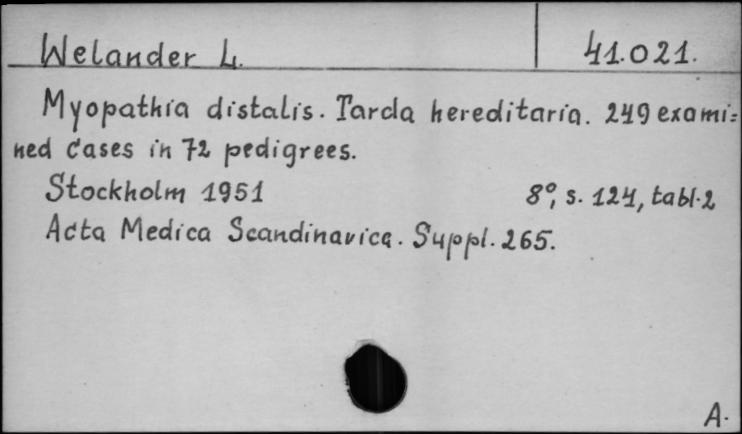 Welander L. 41.021.
Myopathia distalis. Tarda hereditaria. 249 exami=
ned cases in 72 pedigrees.
Stockholm 1951 8°, s. 124, tabl. 2
Acta Medica Scandinavica. Suppl. 265.
A.